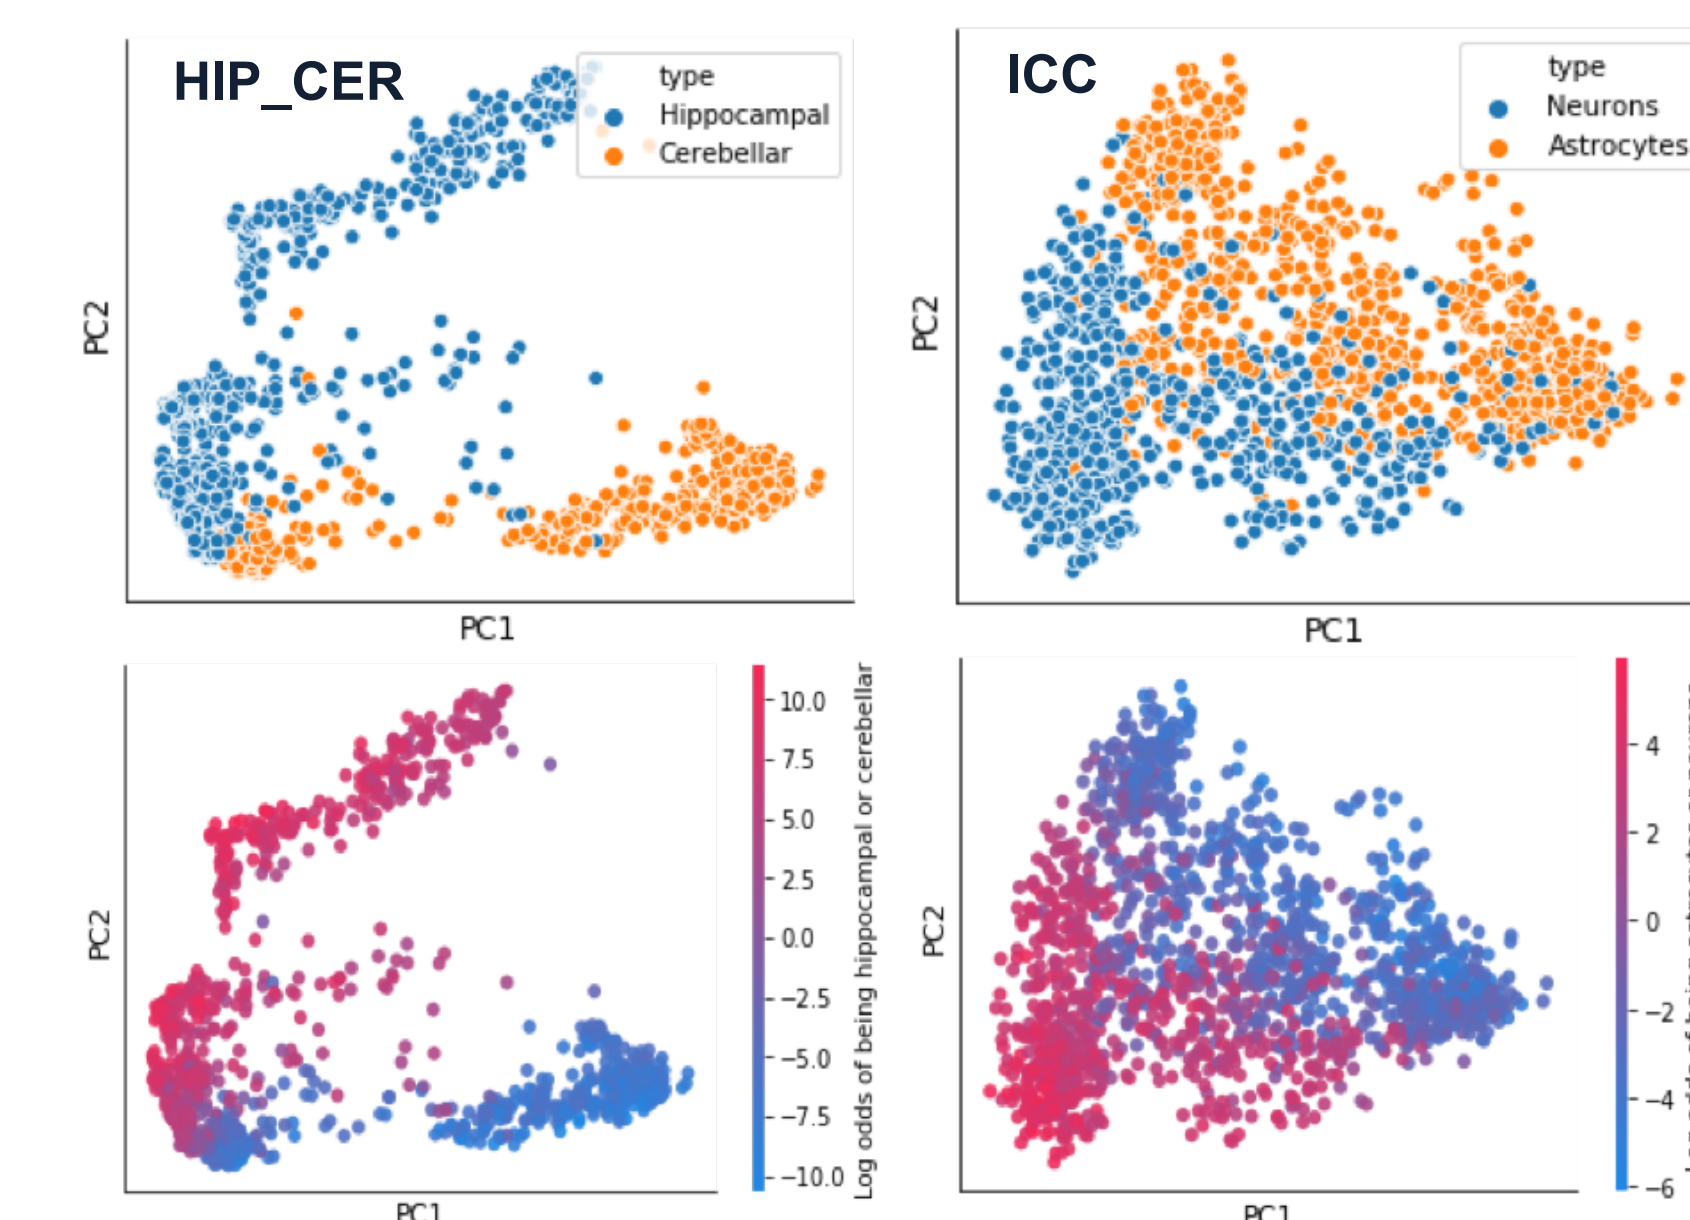 HIP_CER
type
Hippocampal
Cerebellar
PC2
PC1
ICC
type
Neurons
Astrocytes
PC2
PC1
10.0
7.5
5.0
2.5
0.0
−2.5
−5.0
−7.5
−10.0
Log odds of being hippocampal or cerebellar
PC2
PC1
4
2
0
−2
−4
−6
PC2
PC1